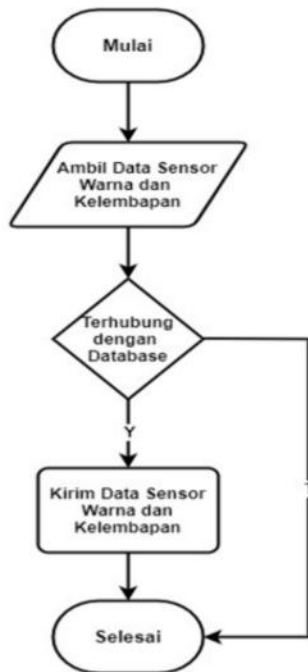 Mulai
Ambil Data Sensor
Warna dan
Kelembapan
Terhubung
dengan
Database
Y
Kirim Data Sensor
Warna dan
Kelembapan
Selesai